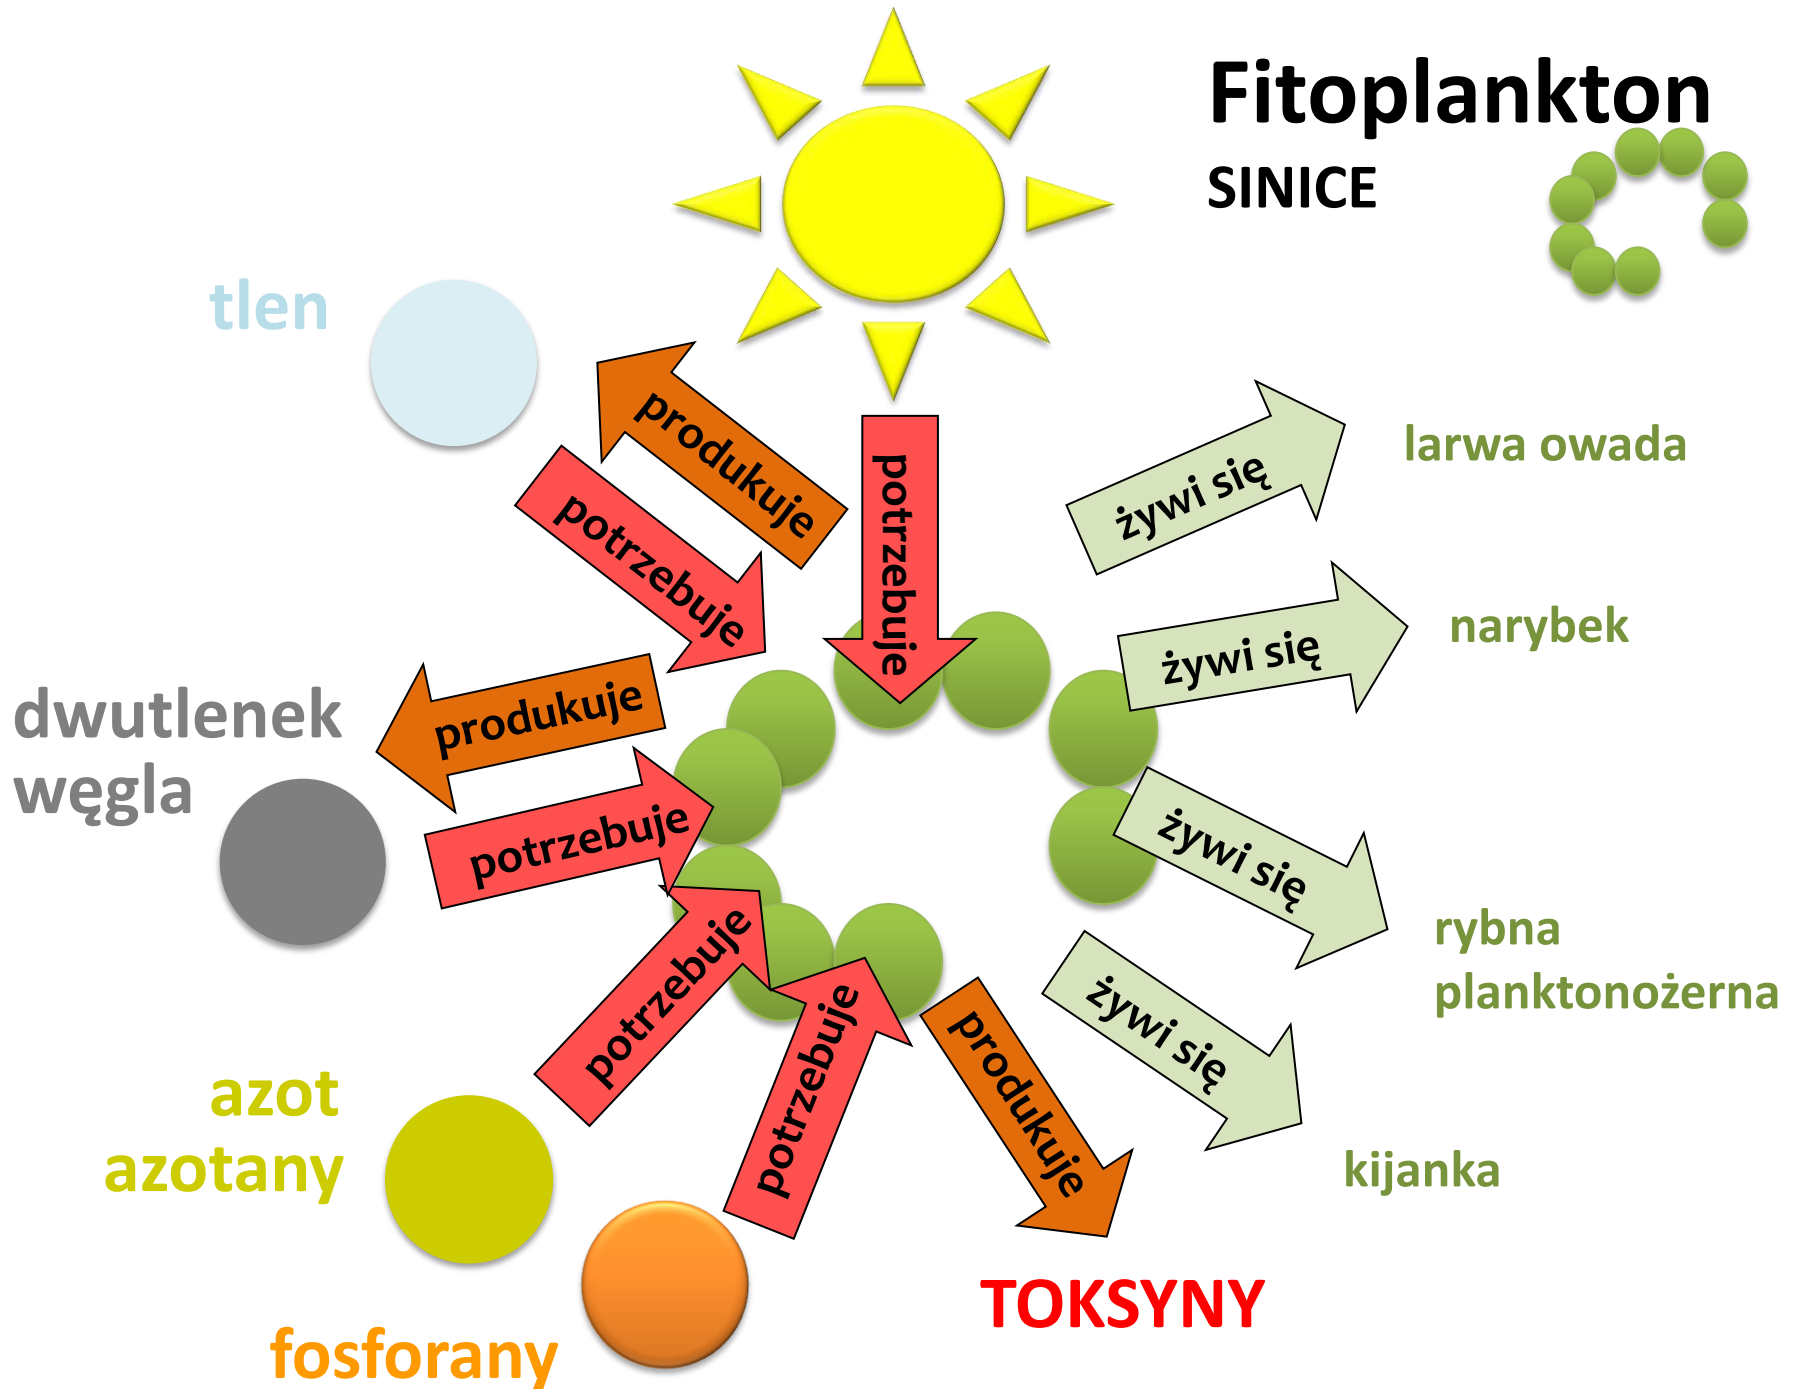 Fitoplankton
SINICE
tlen
produkuje
potrzebuje
potrzebuje
żywi się
larwa owada
żywi się
narybek
dwutlenek
węgla
produkuje
potrzebuje
żywi się
rybna
planktonożerna
potrzebuje
potrzebuje
produkuje
żywi się
kijanka
azot
azotany
fosforany
TOKSYNY